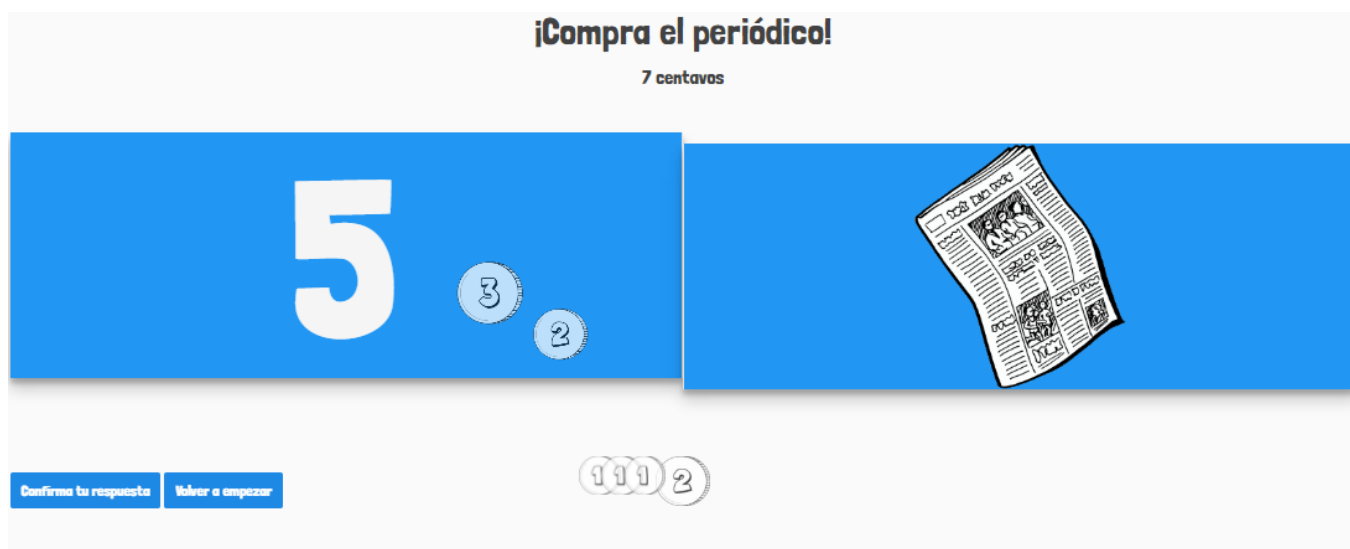 ¡Compra el periódico!
7 centavos
5
3
2
1 1 1 2
Confirma tu respuesta
Volver a empezar